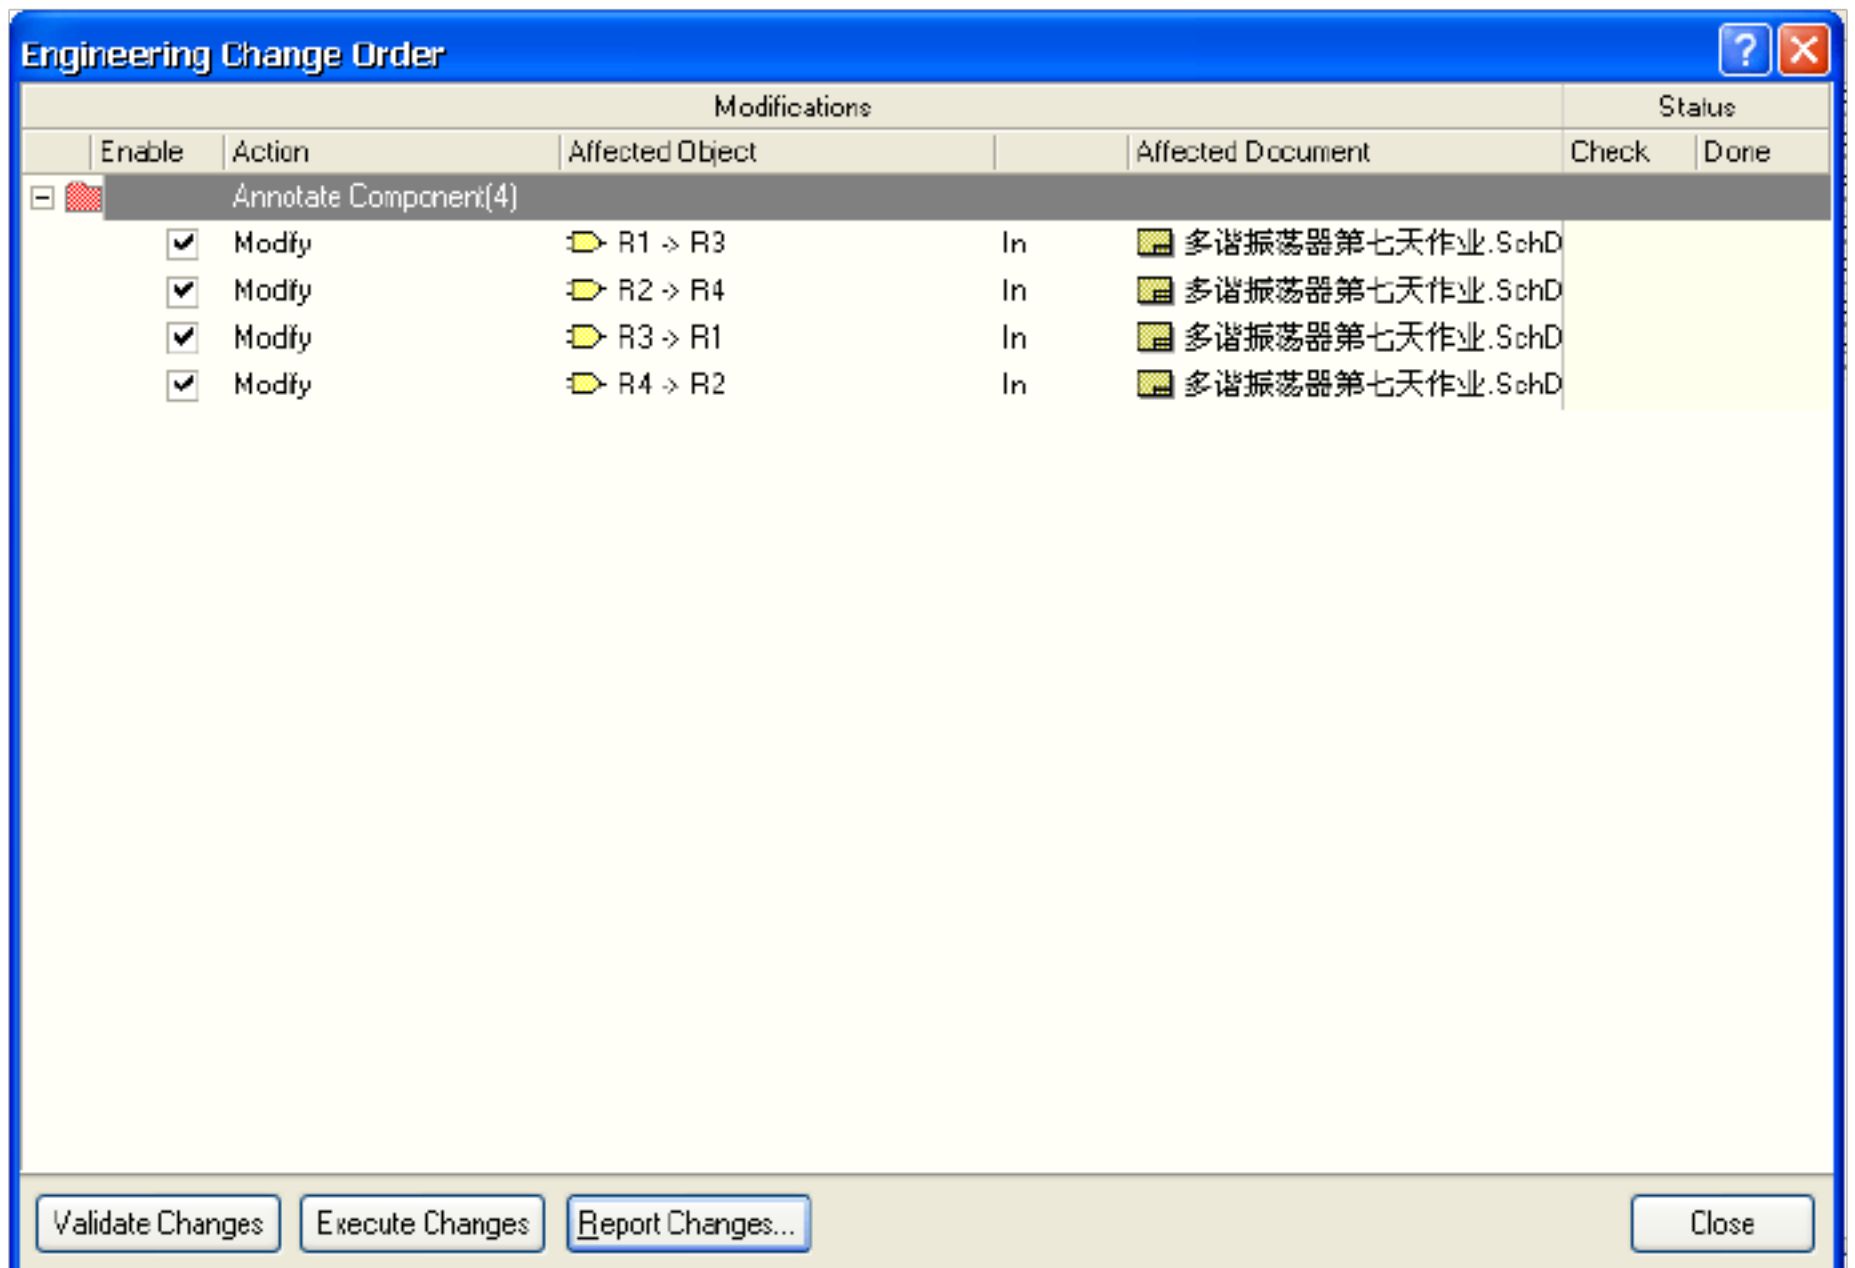 Engineering Change Order
Modifications Status
Enable Action Affected Object Affected Document Check Done
Annotate Component(4)
Modify R1 -> R3 In 多谐振荡器第七天作业.SchD
Modify R2 -> R4 In 多谐振荡器第七天作业.SchD
Modify R3 -> R1 In 多谐振荡器第七天作业.SchD
Modify R4 -> R2 In 多谐振荡器第七天作业.SchD
Validate Changes Execute Changes Report Changes... Close